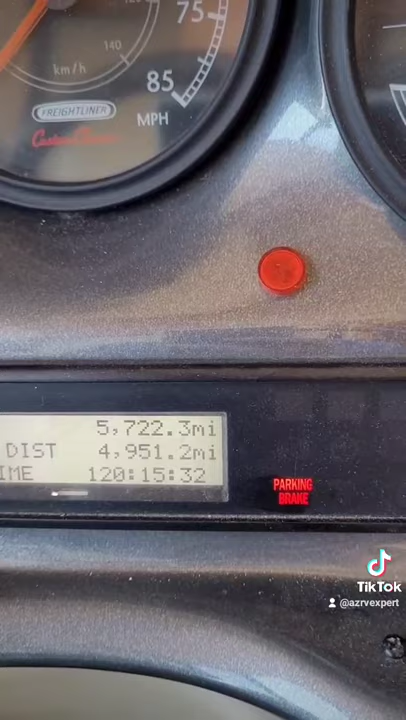 75
140
km/h
85
MPH
FREIGHTLINER
Custom Chassis
5,722.3mi
DIST 4,951.2mi
IME 120:15:32
PARKING
BRAKE
TikTok
@azrvexpert